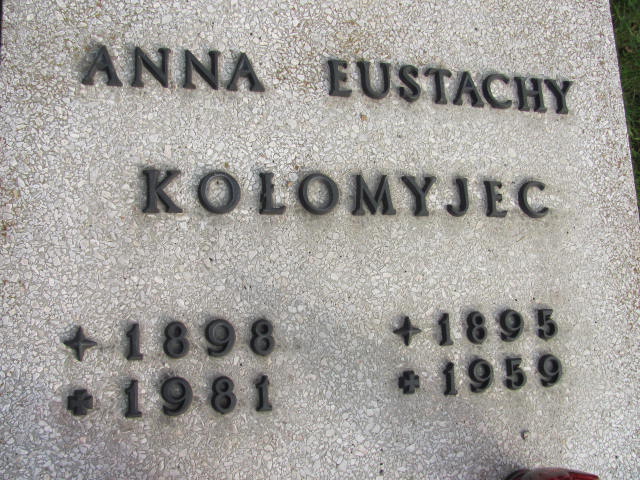 ANNA EUSTACHY
KOŁOMYJEC
1898 1895
1981 1959